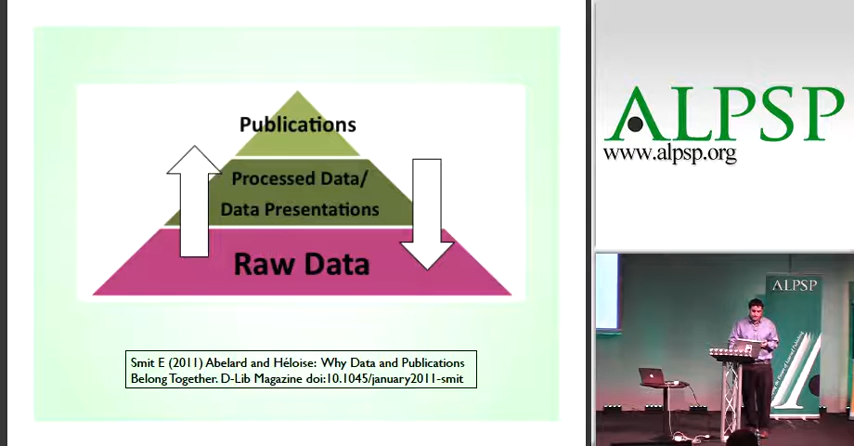 Publications
Processed Data/
Data Presentations
Raw Data
Smit E (2011) Abelard and Héloise: Why Data and Publications
Belong Together. D-Lib Magazine doi:10.1045/january2011-smit
ALPSP
www.alpsp.org
ALPSP